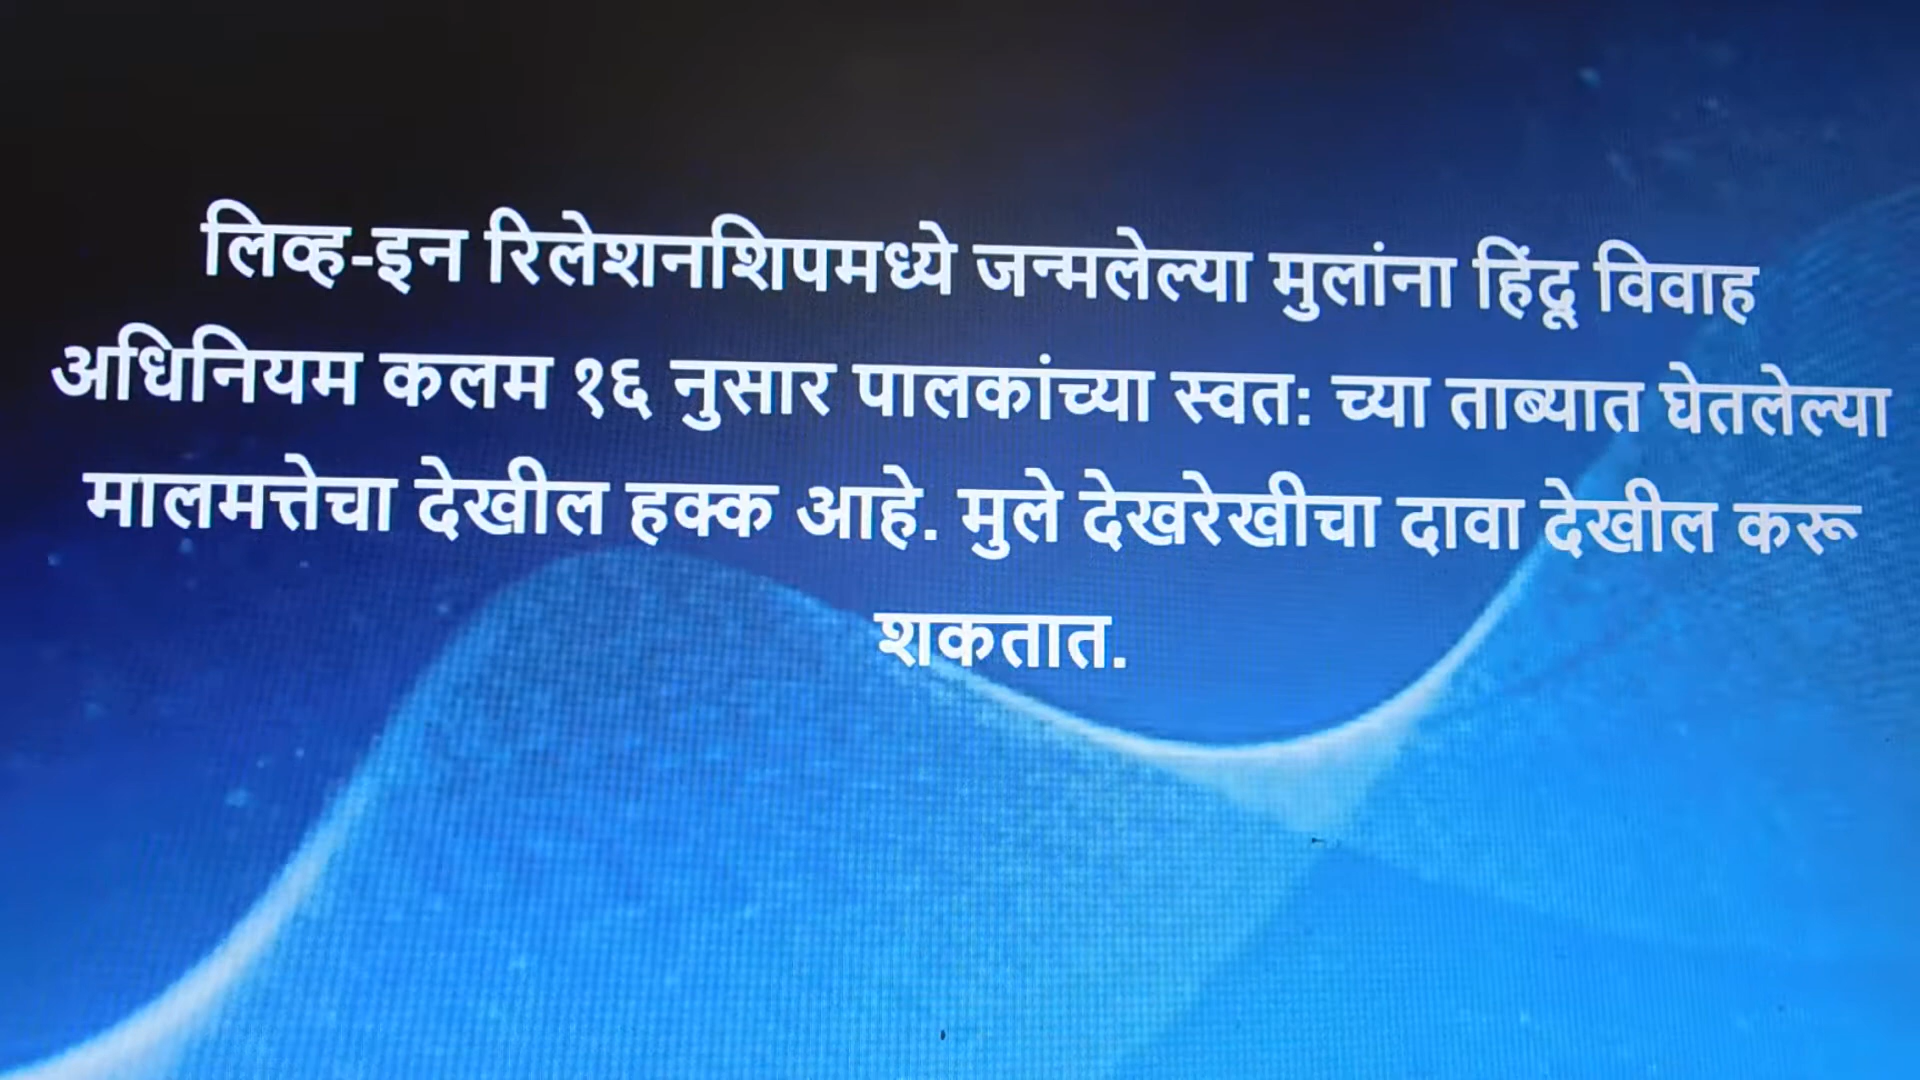 लिव्ह-इन रिलेशनशिपमध्ये जन्मलेल्या मुलांना हिंदू विवाह
अधिनियम कलम १६ नुसार पालकांच्या स्वत: च्या ताब्यात घेतलेल्या
मालमत्तेचा देखील हक्क आहे. मुले देखरेखीचा दावा देखील करू
शकतात.